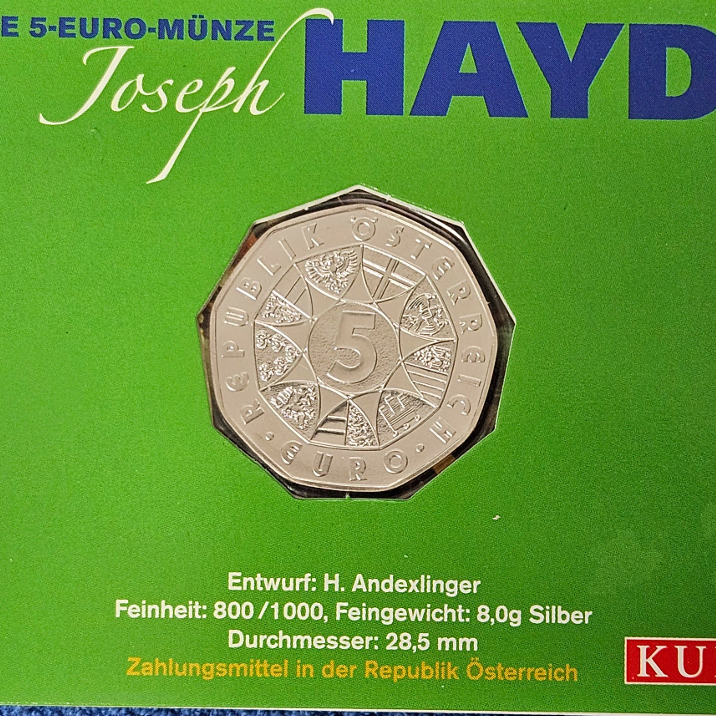 E 5-EURO-MÜNZE
Joseph HAYD
REPUBLIK ÖSTERREICH
5
· EURO ·
Entwurf: H. Andexlinger
Feinheit: 800/1000, Feingewicht: 8,0g Silber
Durchmesser: 28,5 mm
Zahlungsmittel in der Republik Österreich
KU